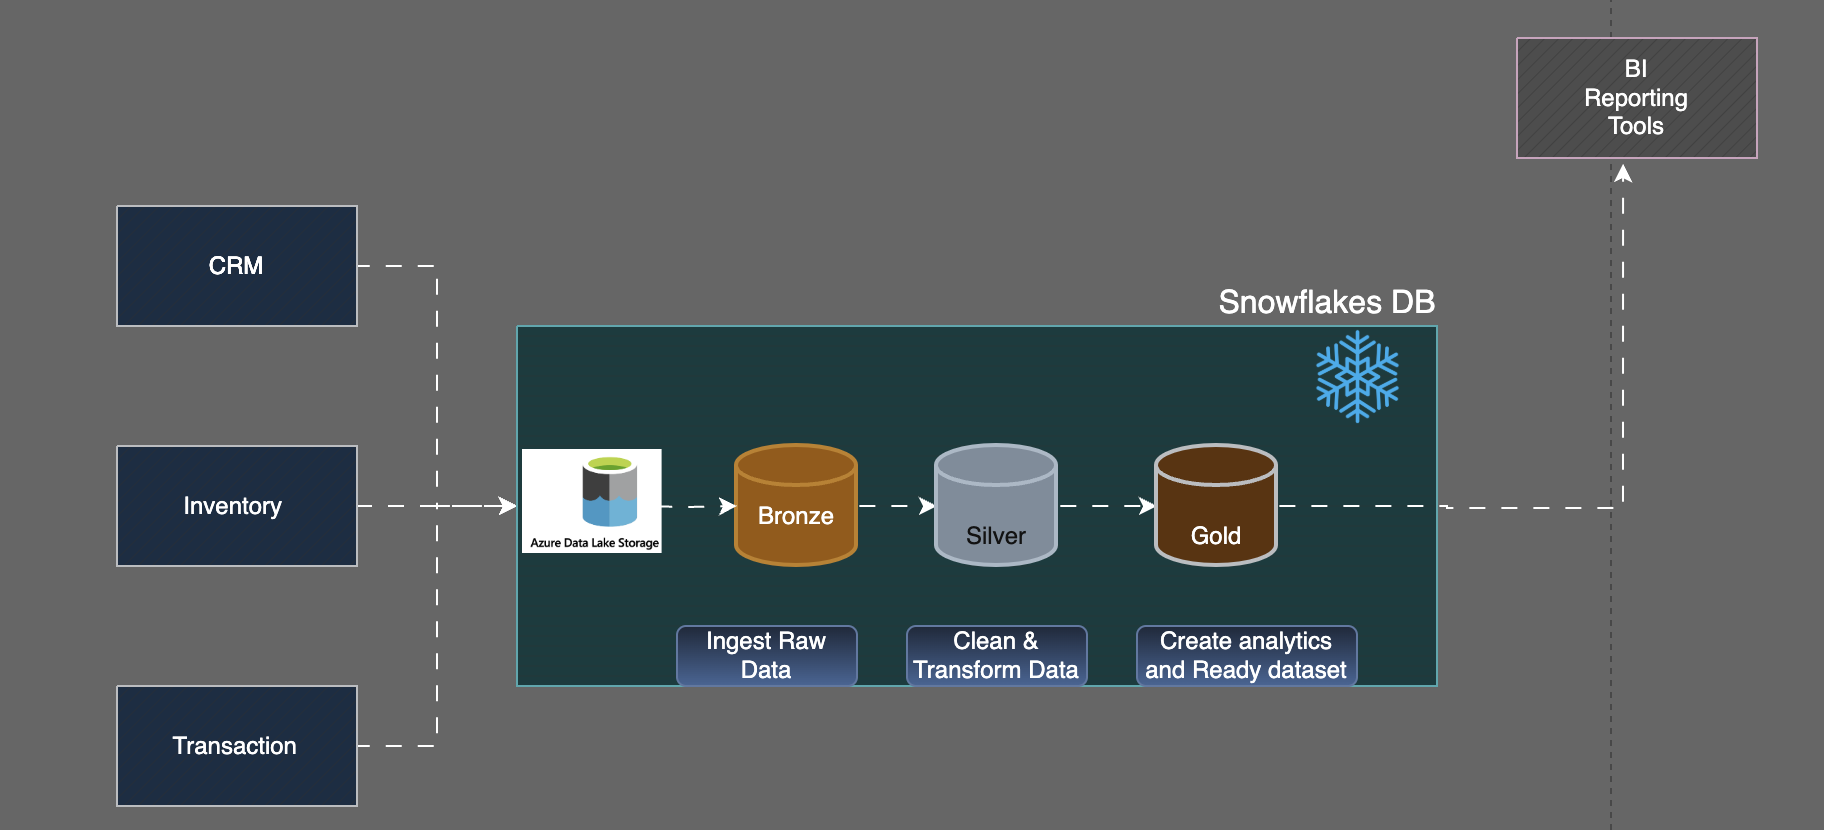 BI
Reporting
Tools
CRM
Snowflakes DB
Inventory
Azure Data Lake Storage
Bronze
Silver
Gold
Ingest Raw
Data
Clean &
Transform Data
Create analytics
and Ready dataset
Transaction